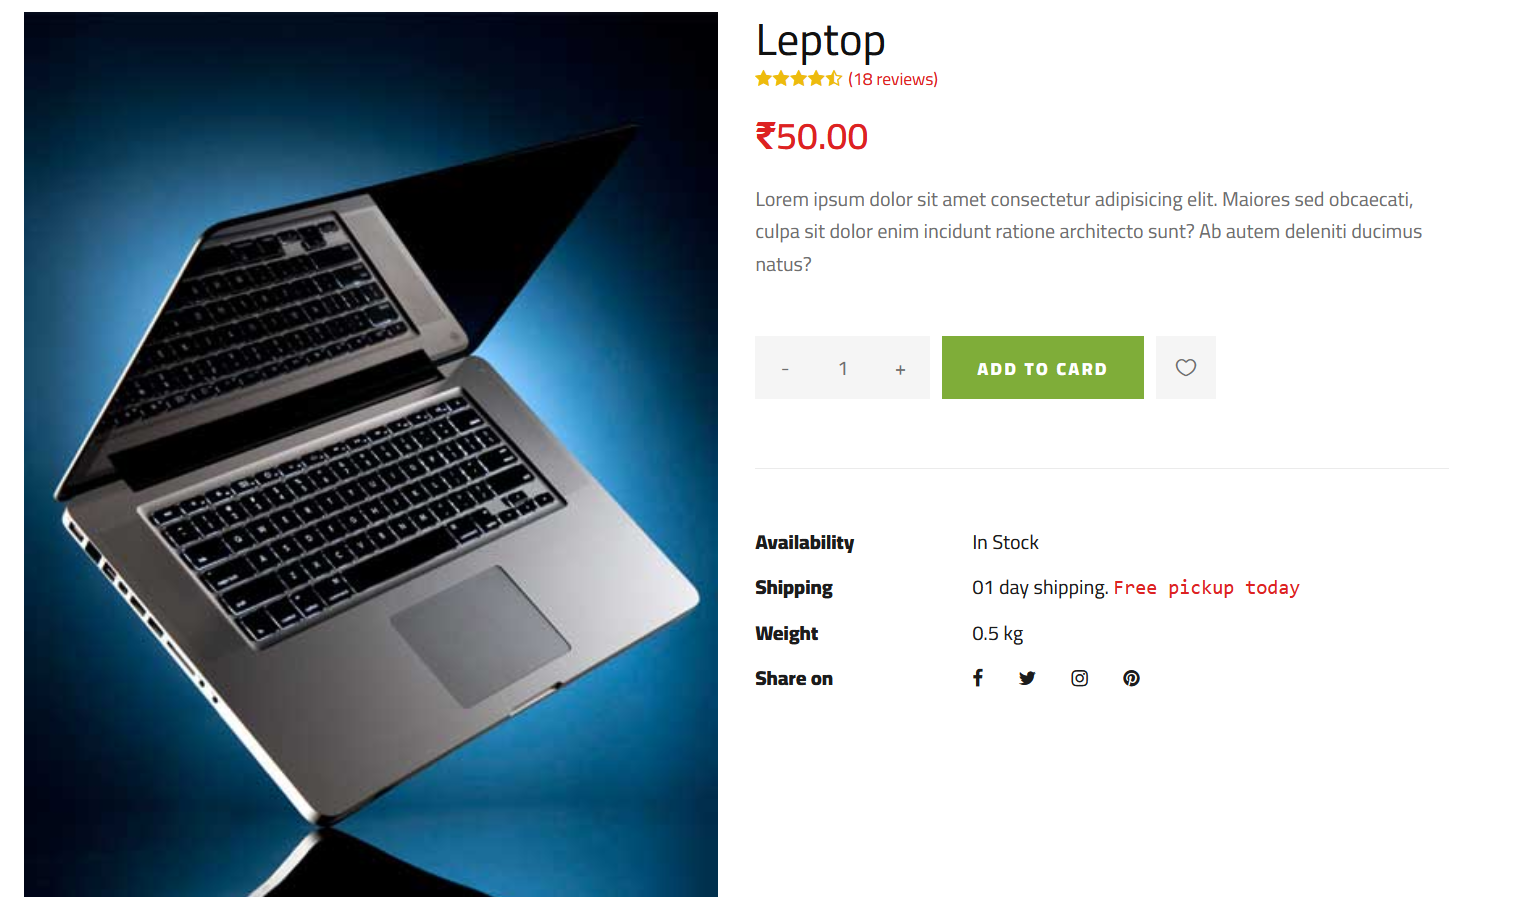 Leptop
(18 reviews)
₹50.00
Lorem ipsum dolor sit amet consectetur adipisicing elit. Maiores sed obcaecati,
culpa sit dolor enim incidunt ratione architecto sunt? Ab autem deleniti ducimus
natus?
- 1 + ADD TO CARD
Availability In Stock
Shipping 01 day shipping. Free pickup today
Weight 0.5 kg
Share on